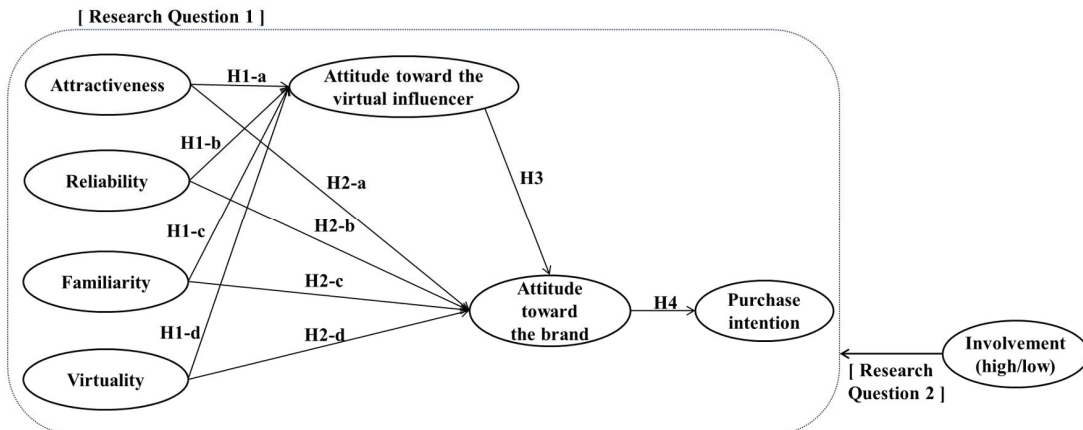 [ Research Question 1 ]
Attractiveness
H1-a
Attitude toward the
virtual influencer
H1-b
Reliability
H2-a
H3
H2-b
H1-c
Familiarity
H2-c
Attitude
toward
the brand
H4
Purchase
intention
H1-d
H2-d
Virtuality
Involvement
(high/low)
[ Research
Question 2 ]